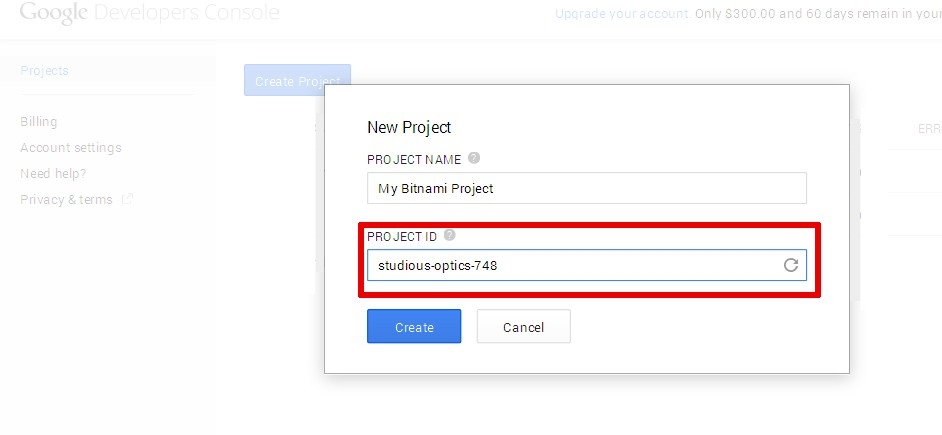 Google Developers Console
Upgrade your account. Only $300.00 and 60 days remain in your
Projects
Create Project
Billing
Account settings
Need help?
Privacy & terms
ERR
New Project
PROJECT NAME
My Bitnami Project
PROJECT ID
studious-optics-748
Create
Cancel